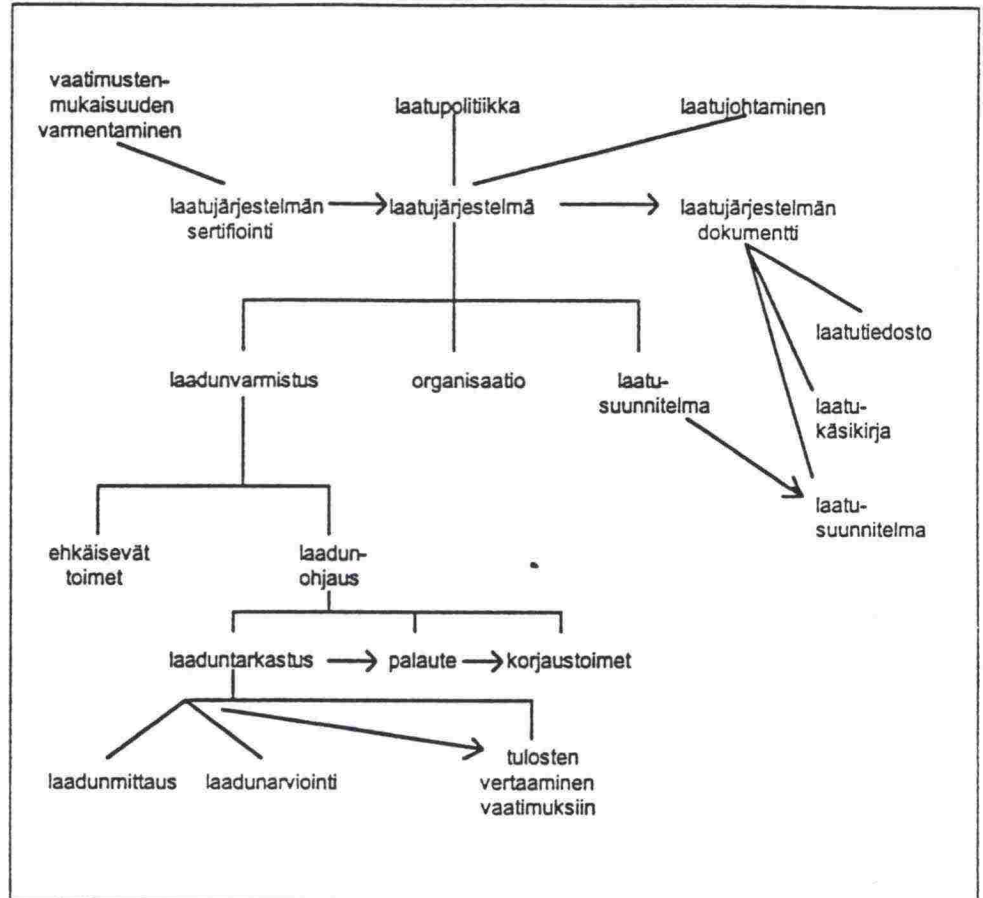 vaatimusten-
mukaisuuden
varmentaminen
laatupolitiikka
laatujohtaminen
laatujärjestelmän
sertifiointi
laatujärjestelmä
laatujärjestelmän
dokumentti
laatutiedosto
laadunvarmistus
organisaatio
laatu-
suunnitelma
laatu-
käsikirja
laatu-
suunnitelma
ehkäisevät
toimet
laadun-
ohjaus
laaduntarkastus
palaute
korjaustoimet
laadunmittaus
laadunarviointi
tulosten
vertaaminen
vaatimuksiin